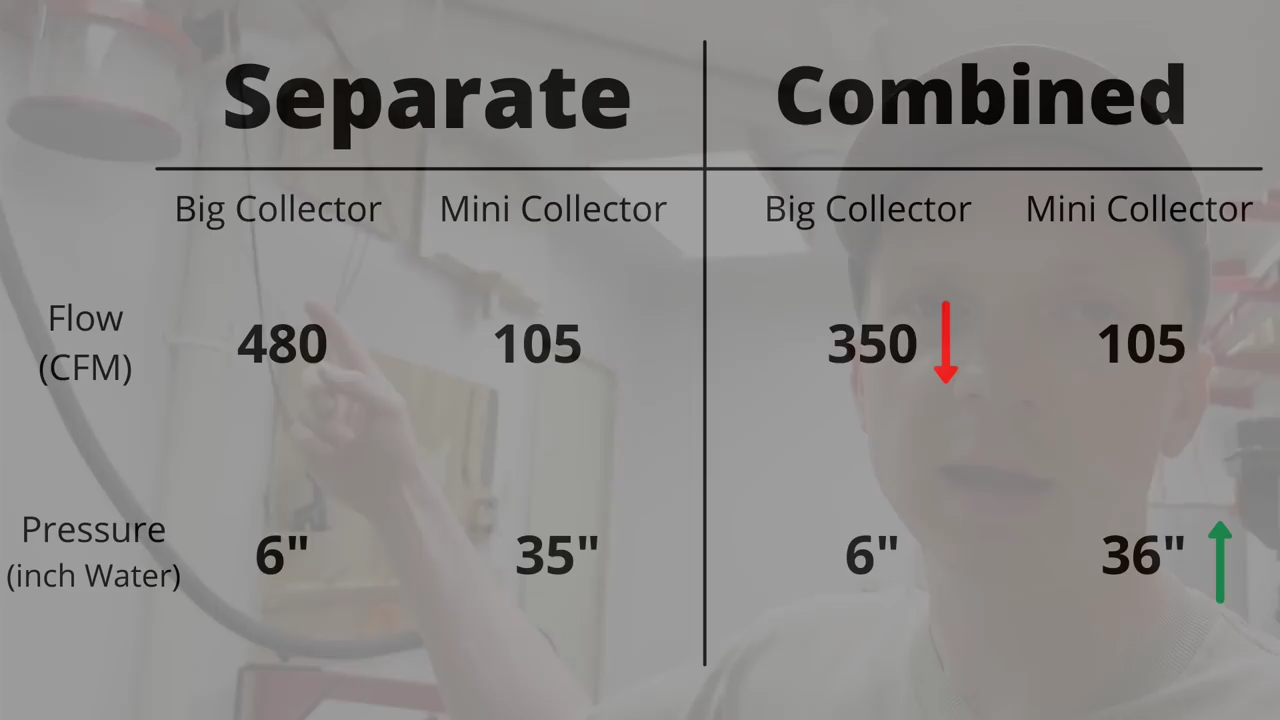 Separate Combined
Big Collector Mini Collector Big Collector Mini Collector
Flow
(CFM)
480 105 350 105
Pressure
(inch Water)
6" 35" 6" 36"